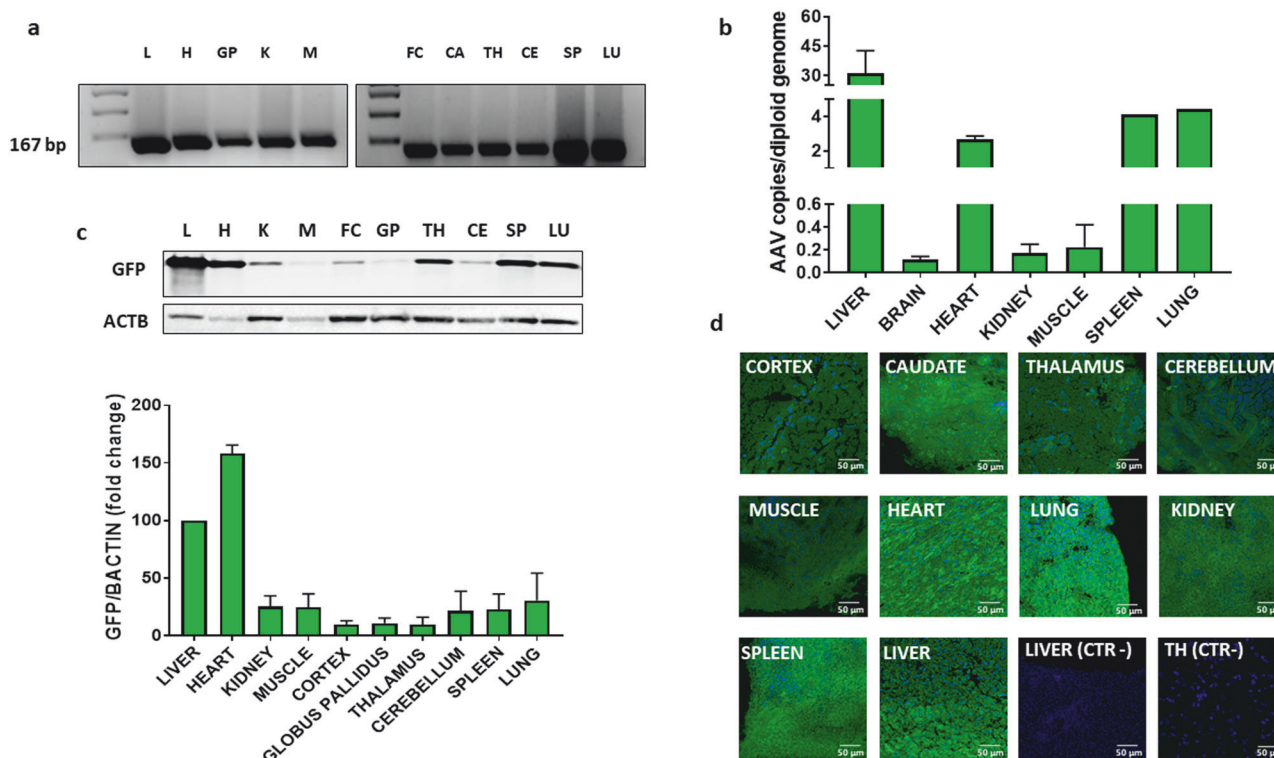 a
L H GP K M
FC CA TH CE SP LU
167 bp
b
AAV copies/diploid genome
60
45
30
4
2
0.6
0.4
0.2
0.0
LIVER BRAIN HEART KIDNEY MUSCLE SPLEEN LUNG
c
L H K M FC GP TH CE SP LU
GFP
ACTB
GFP/BACTIN (fold change)
200
150
100
50
0
LIVER HEART KIDNEY MUSCLE CORTEX GLOBUS PALLIDUS THALAMUS CEREBELLUM SPLEEN LUNG
d
CORTEX CAUDATE THALAMUS CEREBELLUM
50 µm 50 µm 50 µm 50 µm
MUSCLE HEART LUNG KIDNEY
50 µm 50 µm 50 µm 50 µm
SPLEEN LIVER LIVER (CTR -) TH (CTR-)
50 µm 50 µm 50 µm 50 µm